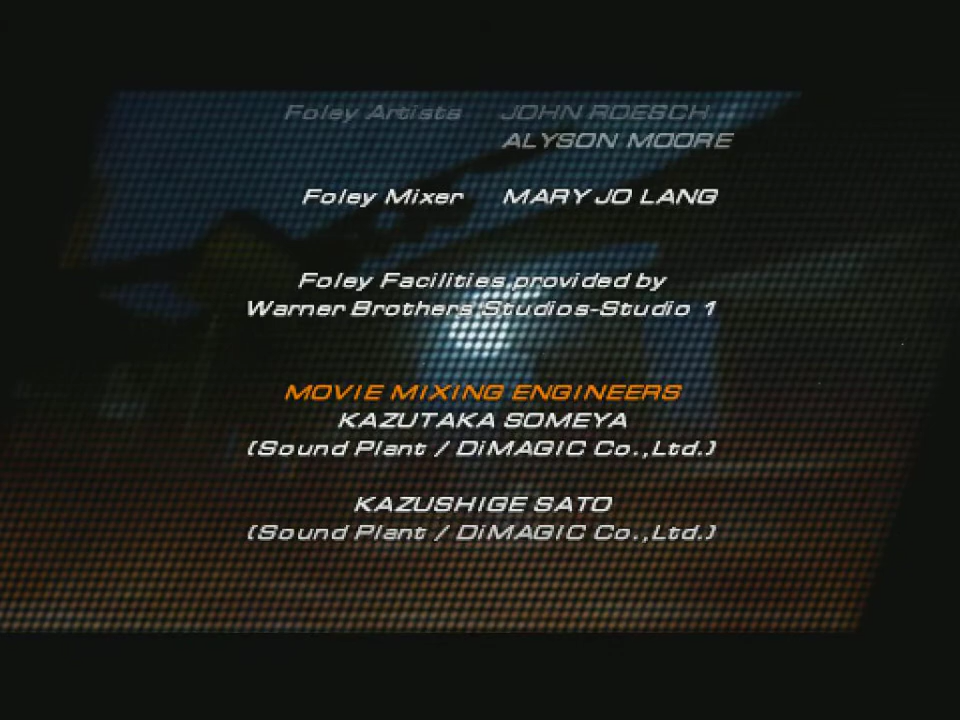 Foley Artists JOHN ROESCH
ALYSON MOORE
Foley Mixer MARY JO LANG
Foley Facilities provided by
Warner Brothers Studios-Studio 1
MOVIE MIXING ENGINEERS
KAZUTAKA SOMEYA
(Sound Plant / DiMAGIC Co.,Ltd.)
KAZUSHIGE SATO
(Sound Plant / DiMAGIC Co.,Ltd.)